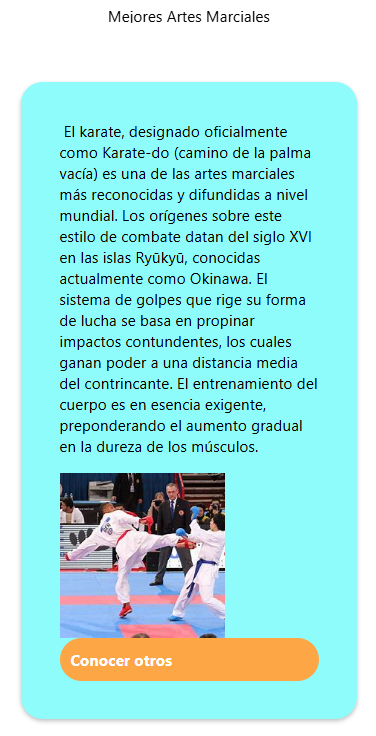 Mejores Artes Marciales
El karate, designado oficialmente
como Karate-do (camino de la palma
vacía) es una de las artes marciales
más reconocidas y difundidas a nivel
mundial. Los orígenes sobre este
estilo de combate datan del siglo XVI
en las islas Ryūkyū, conocidas
actualmente como Okinawa. El
sistema de golpes que rige su forma
de lucha se basa en propinar
impactos contundentes, los cuales
ganan poder a una distancia media
del contrincante. El entrenamiento del
cuerpo es en esencia exigente,
preponderando el aumento gradual
en la dureza de los músculos.
Conocer otros